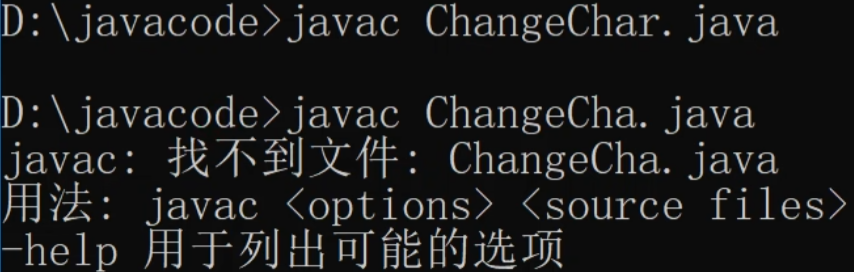 D:\javacode>javac ChangeChar.java
D:\javacode>javac ChangeCha.java
javac: 找不到文件: ChangeCha.java
用法: javac <options> <source files>
-help 用于列出可能的选项